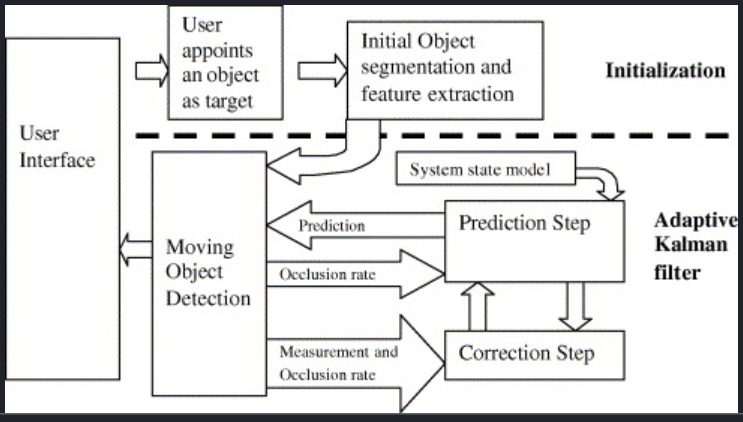 User
appoints
an object
as target
Initial Object
segmentation and
feature extraction
Initialization
User
Interface
System state model
Prediction
Prediction Step
Adaptive
Kalman
filter
Moving
Object
Detection
Occlusion rate
Measurement and
Occlusion rate
Correction Step